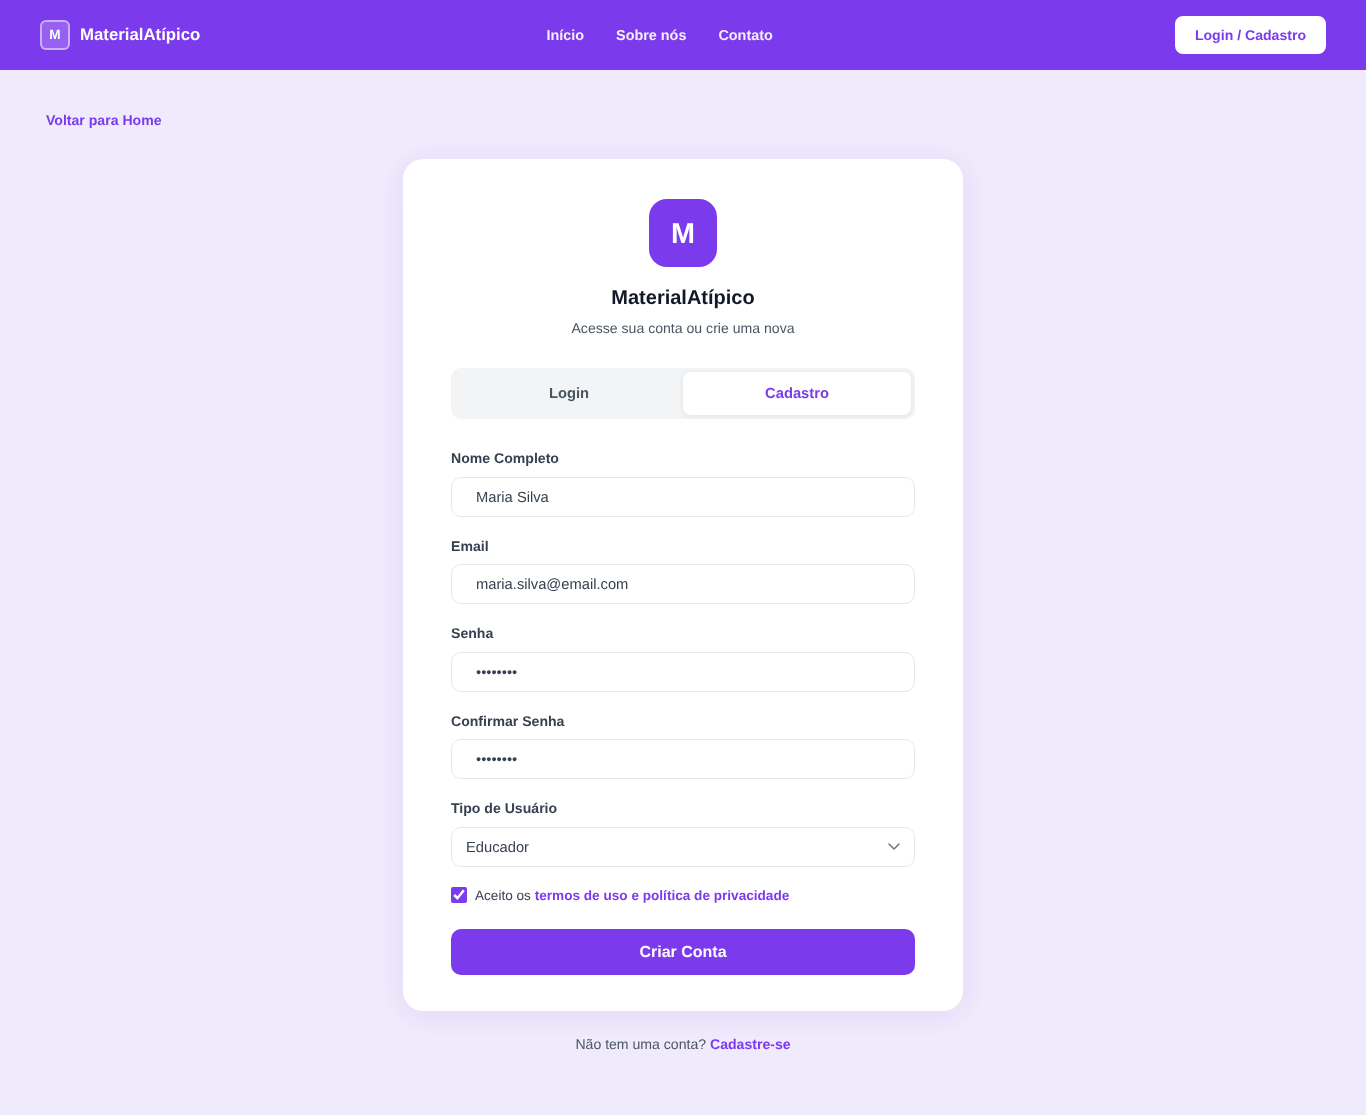 M MaterialAtípico Início Sobre nós Contato Login / Cadastro
Voltar para Home
M
MaterialAtípico
Acesse sua conta ou crie uma nova
Login Cadastro
Nome Completo
Maria Silva
Email
maria.silva@email.com
Senha
••••••••
Confirmar Senha
••••••••
Tipo de Usuário
Educador
Aceito os termos de uso e política de privacidade
Criar Conta
Não tem uma conta? Cadastre-se